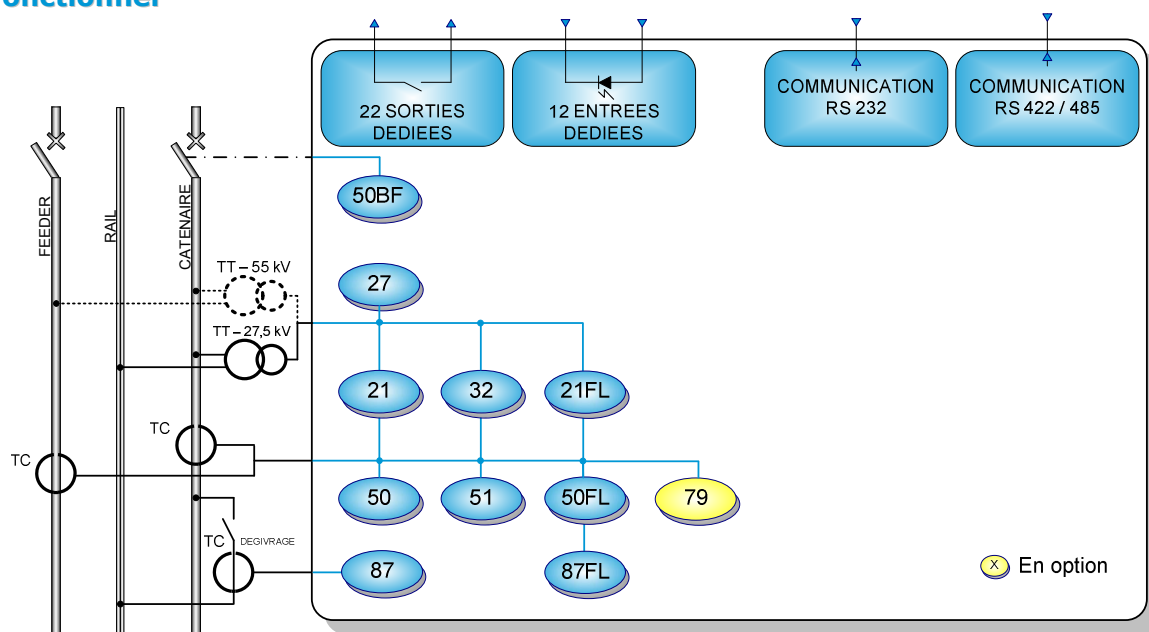 22 SORTIES
DEDIEES
12 ENTREES
DEDIEES
COMMUNICATION
RS 232
COMMUNICATION
RS 422 / 485
50BF
FEEDER
RAIL
CATENAIRE
TT – 55 kV
27
TT – 27,5 kV
21
32
21FL
TC
TC
50
51
50FL
79
TC
DEGIVRAGE
87
87FL
X
En option